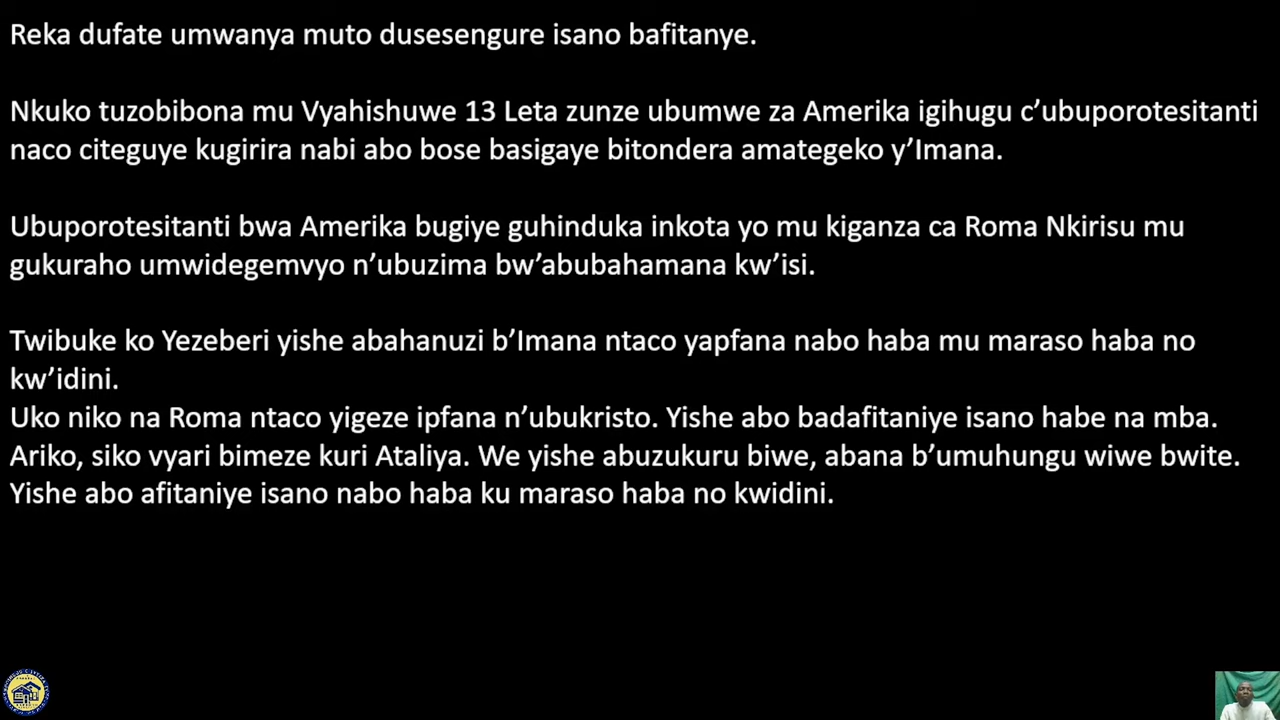 Reka dufate umwanya muto dusesengure isano bafitanye.
Nkuko tuzobibona mu Vyahishuwe 13 Leta zunze ubumwe za Amerika igihugu c’ubuporotesitanti
naco citeguye kugirira nabi abo bose basigaye bitondera amategeko y’Imana.
Ubuporotesitanti bwa Amerika bugiye guhinduka inkota yo mu kiganza ca Roma Nkirisu mu
gukuraho umwidegemvyo n’ubuzima bw’abubahamana kw’isi.
Twibuke ko Yezeberi yishe abahanuzi b’Imana ntaco yapfana nabo haba mu maraso haba no
kw’idini.
Uko niko na Roma ntaco yigeze ipfana n’ubukristo. Yishe abo badafitaniye isano habe na mba.
Ariko, siko vyari bimeze kuri Ataliya. We yishe abuzukuru biwe, abana b’umuhungu wiwe bwite.
Yishe abo afitaniye isano nabo haba ku maraso haba no kwidini.